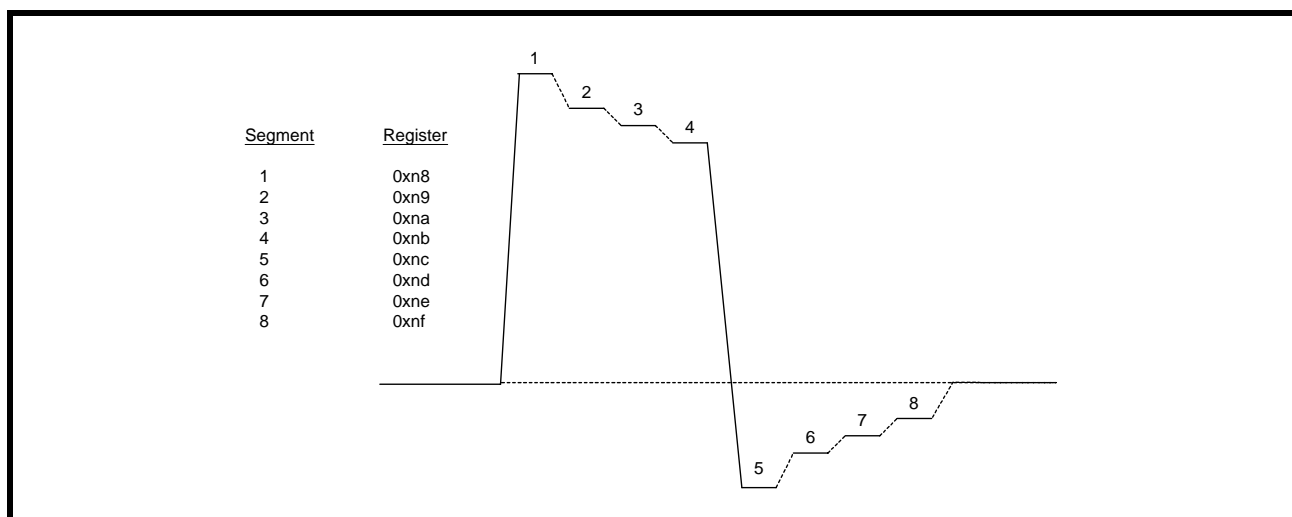 Segment Register
1 0xn8
2 0xn9
3 0xna
4 0xnb
5 0xnc
6 0xnd
7 0xne
8 0xnf
1
2
3
4
5
6
7
8